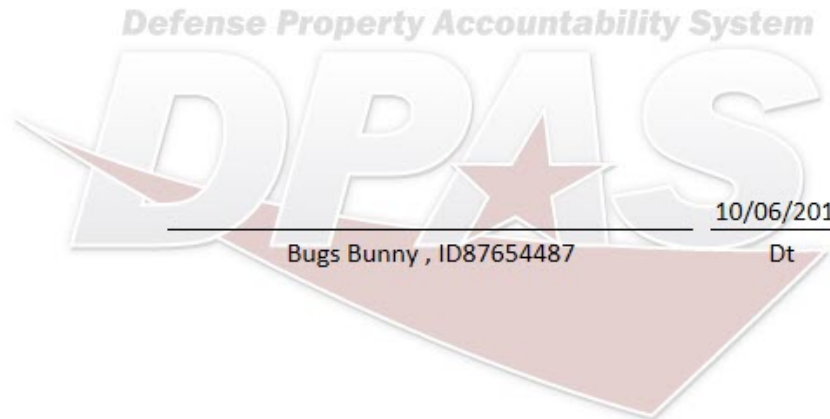 Defense Property Accountability System
DPAS
10/06/201
Bugs Bunny , ID87654487
Dt